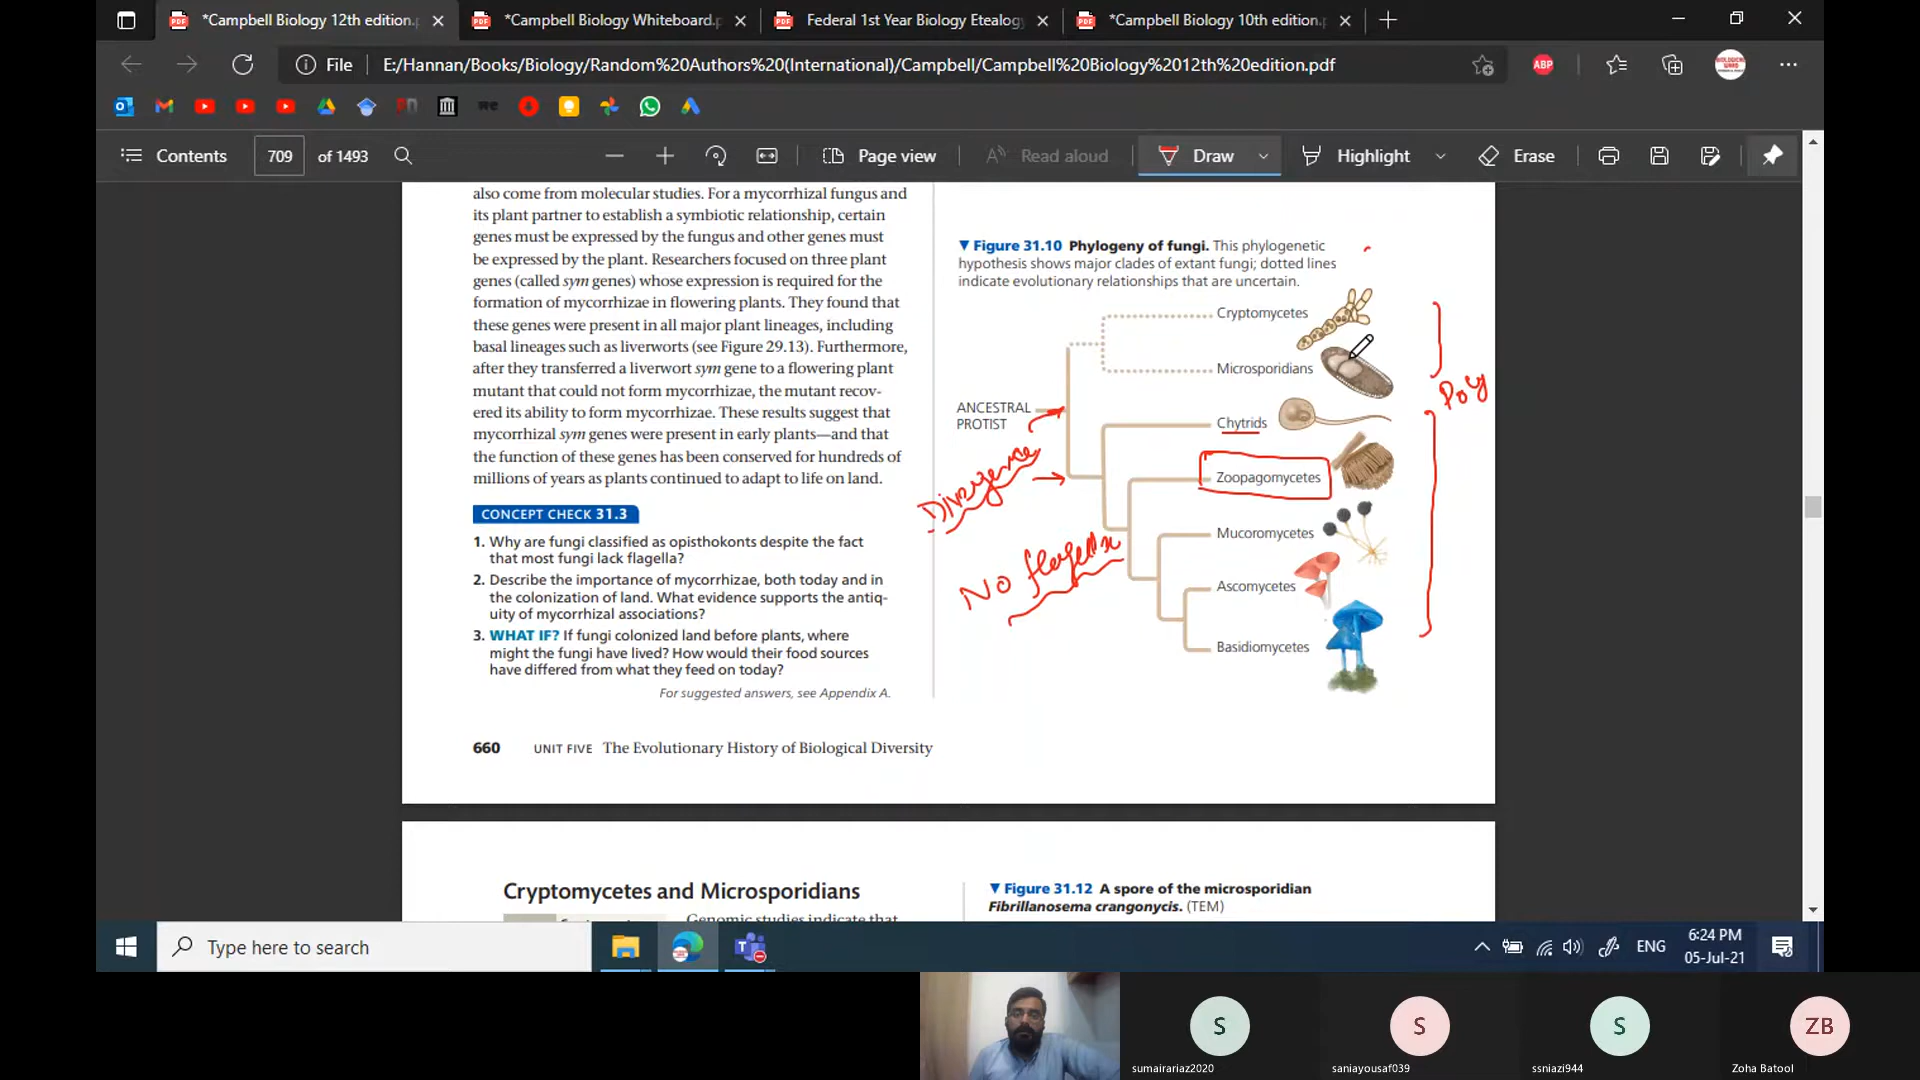 *Campbell Biology 12th edition.
*Campbell Biology Whiteboard.
Federal 1st Year Biology Etealog
*Campbell Biology 10th edition.
File
E:/Hannan/Books/Biology/Random%20Authors%20(International)/Campbell/Campbell%20Biology%2012th%20edition.pdf
ABP
Contents
709
of 1493
Page view
Read aloud
Draw
Highlight
Erase
also come from molecular studies. For a mycorrhizal fungus and
its plant partner to establish a symbiotic relationship, certain
genes must be expressed by the fungus and other genes must
be expressed by the plant. Researchers focused on three plant
genes (called sym genes) whose expression is required for the
formation of mycorrhizae in flowering plants. They found that
these genes were present in all major plant lineages, including
basal lineages such as liverworts (see Figure 29.13). Furthermore,
after they transferred a liverwort sym gene to a flowering plant
mutant that could not form mycorrhizae, the mutant recov-
ered its ability to form mycorrhizae. These results suggest that
mycorrhizal sym genes were present in early plants—and that
the function of these genes has been conserved for hundreds of
millions of years as plants continued to adapt to life on land.
CONCEPT CHECK 31.3
1. Why are fungi classified as opisthokonts despite the fact
that most fungi lack flagella?
2. Describe the importance of mycorrhizae, both today and in
the colonization of land. What evidence supports the antiq-
uity of mycorrhizal associations?
3. WHAT IF? If fungi colonized land before plants, where
might the fungi have lived? How would their food sources
have differed from what they feed on today?
For suggested answers, see Appendix A.
▼ Figure 31.10 Phylogeny of fungi. This phylogenetic
hypothesis shows major clades of extant fungi; dotted lines
indicate evolutionary relationships that are uncertain.
Cryptomycetes
Microsporidians
ANCESTRAL
PROTIST
Chytrids
Zoopagomycetes
Mucoromycetes
Ascomycetes
Basidiomycetes
Divergence
No flagella
Poy
660 UNIT FIVE The Evolutionary History of Biological Diversity
Cryptomycetes and Microsporidians
Genomic studies indicate that
▼ Figure 31.12 A spore of the microsporidian
Fibrillanosema crangonycis. (TEM)
Type here to search
ENG
6:24 PM
05-Jul-21
S
S
S
ZB
sumairariaz2020
saniayousaf039
ssniazi944
Zoha Batool